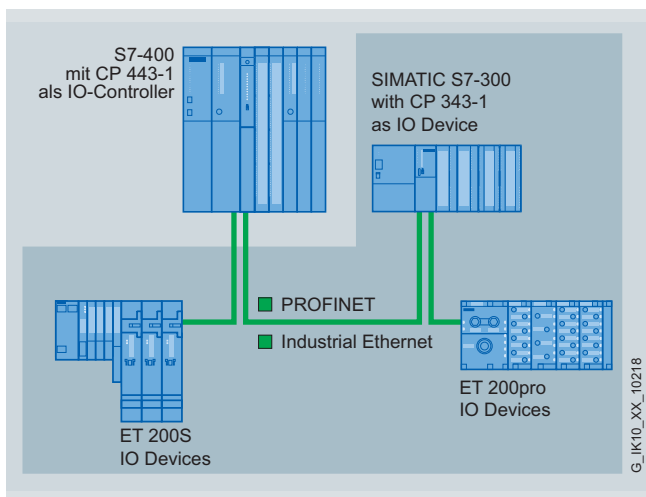 S7-400
mit CP 443-1
als IO-Controller
SIMATIC S7-300
with CP 343-1
as IO Device
PROFINET
Industrial Ethernet
ET 200S
IO Devices
ET 200pro
IO Devices
G_IK10_XX_10218